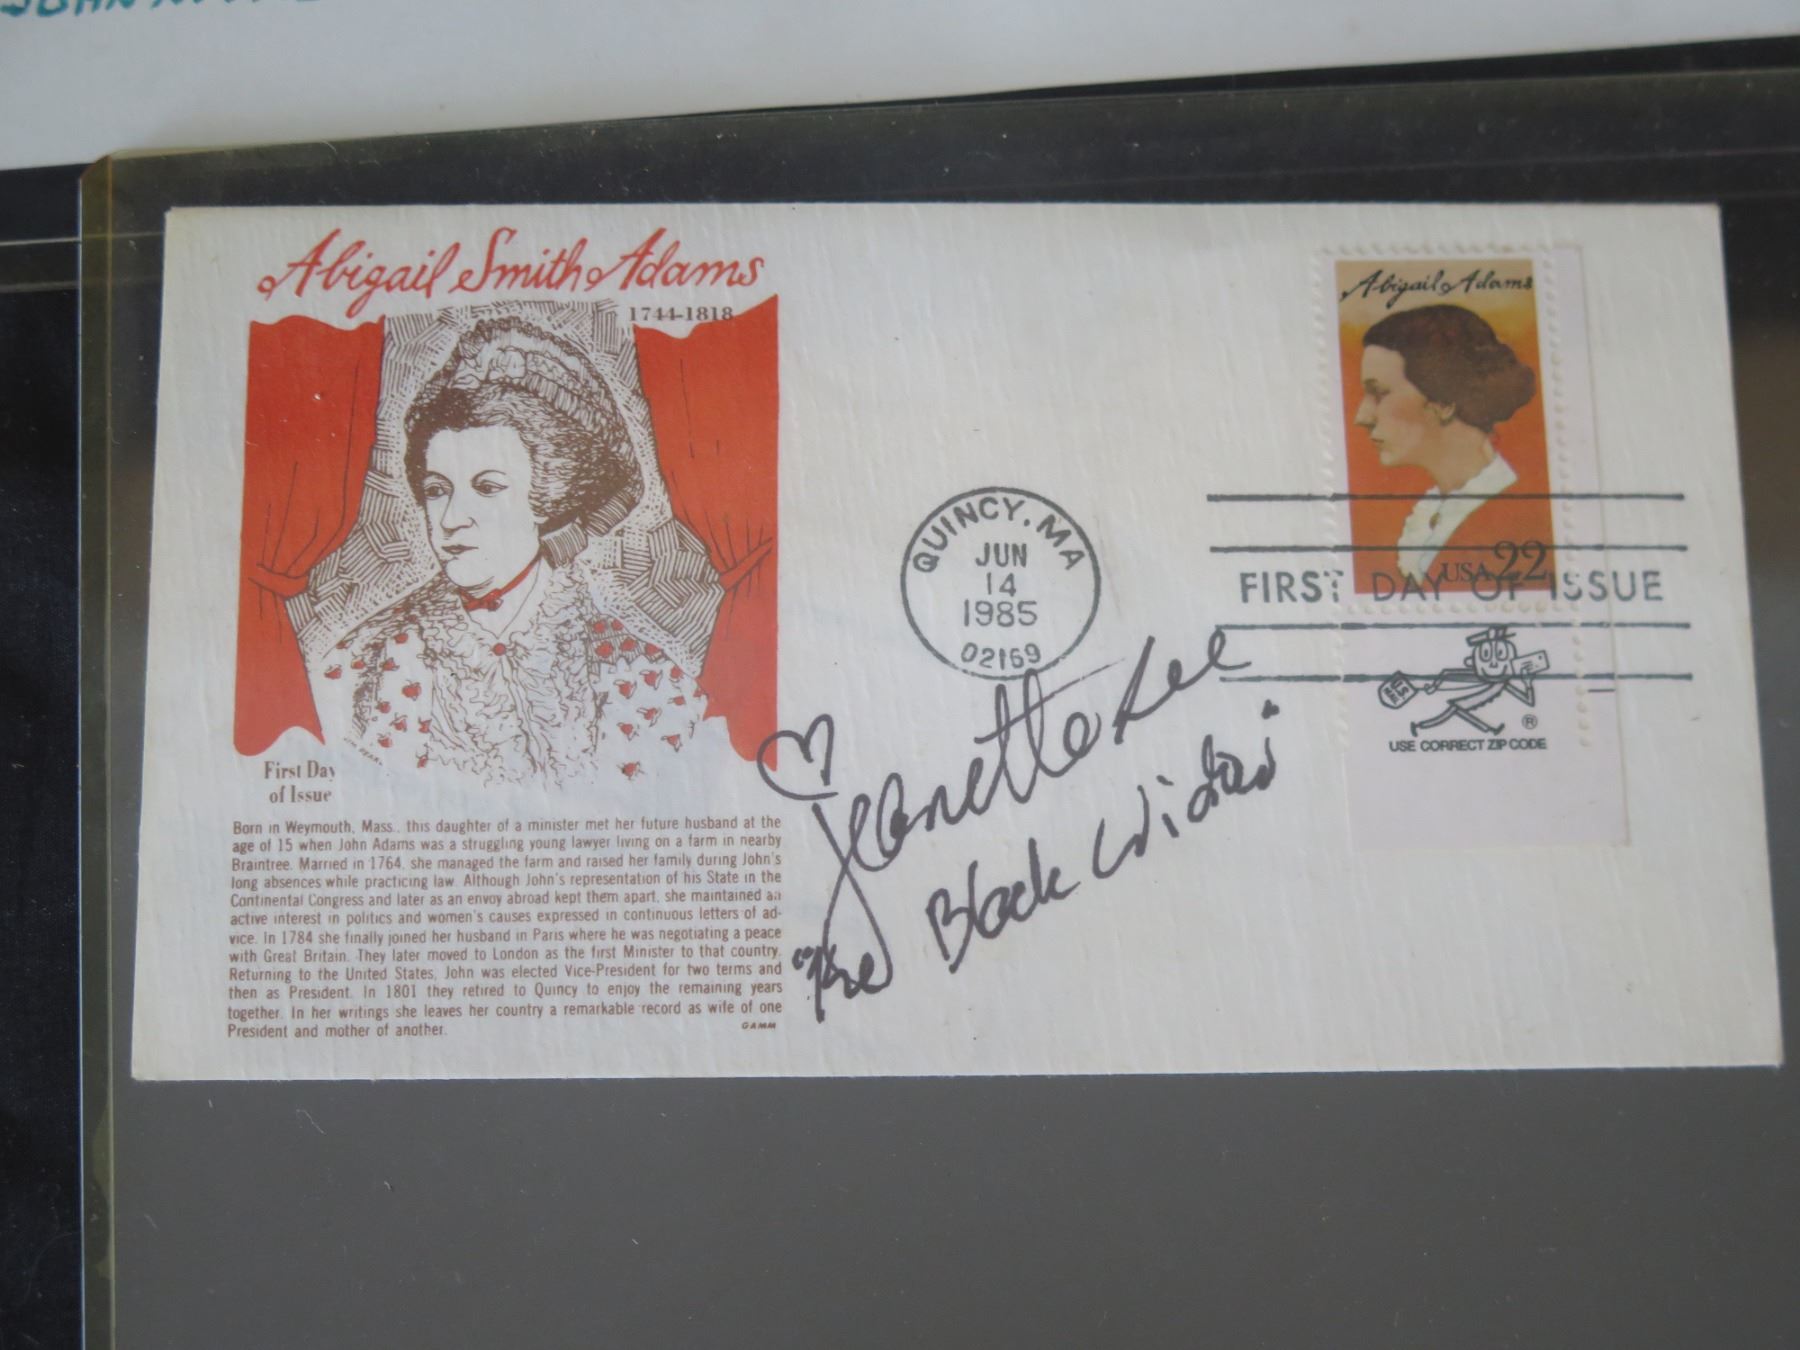 Abigail Smith Adams
1744-1818
First Day
of Issue
Born in Weymouth, Mass., this daughter of a minister met her future husband at the
age of 15 when John Adams was a struggling young lawyer living on a farm in nearby
Braintree. Married in 1764, she managed the farm and raised her family during John's
long absences while practicing law. Although John's representation of his State in the
Continental Congress and later as an envoy abroad kept them apart, she maintained an
active interest in politics and women's causes expressed in continuous letters of ad-
vice. In 1784 she finally joined her husband in Paris where he was negotiating a peace
with Great Britain. They later moved to London as the first Minister to that country.
Returning to the United States, John was elected Vice-President for two terms and
then as President. In 1801 they retired to Quincy to enjoy the remaining years
together. In her writings she leaves her country a remarkable record as wife of one
President and mother of another.
GAMM
QUINCY, MA
JUN
14
1985
02169
Abigail Adams
USA 22
FIRST DAY OF ISSUE
U.S. MAIL
®
USE CORRECT ZIP CODE
Jeanette Lee
"The Black Widow"